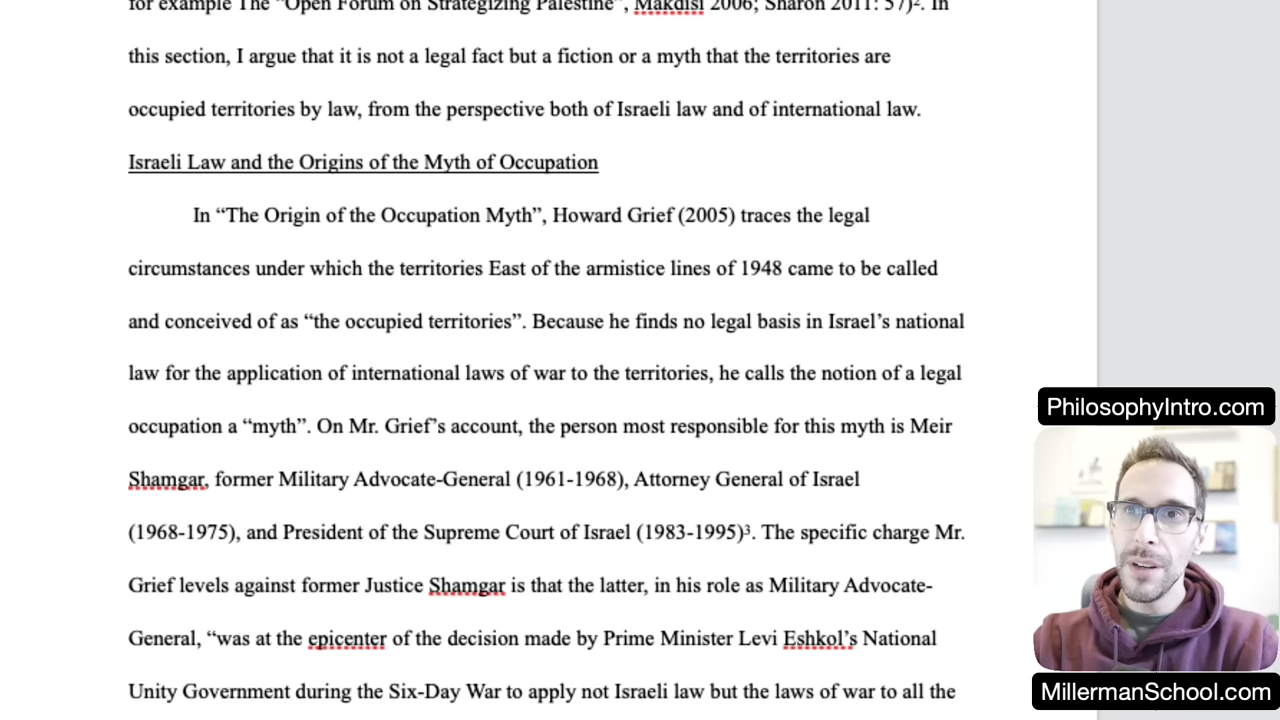 for example The “Open Forum on Strategizing Palestine”, Makdisi 2006; Sharon 2011: 57)². In
this section, I argue that it is not a legal fact but a fiction or a myth that the territories are
occupied territories by law, from the perspective both of Israeli law and of international law.
Israeli Law and the Origins of the Myth of Occupation
In “The Origin of the Occupation Myth”, Howard Grief (2005) traces the legal
circumstances under which the territories East of the armistice lines of 1948 came to be called
and conceived of as “the occupied territories”. Because he finds no legal basis in Israel’s national
law for the application of international laws of war to the territories, he calls the notion of a legal
occupation a “myth”. On Mr. Grief’s account, the person most responsible for this myth is Meir
Shamgar, former Military Advocate-General (1961-1968), Attorney General of Israel
(1968-1975), and President of the Supreme Court of Israel (1983-1995)³. The specific charge Mr.
Grief levels against former Justice Shamgar is that the latter, in his role as Military Advocate-
General, “was at the epicenter of the decision made by Prime Minister Levi Eshkol’s National
Unity Government during the Six-Day War to apply not Israeli law but the laws of war to all the
PhilosophyIntro.com
MillermanSchool.com